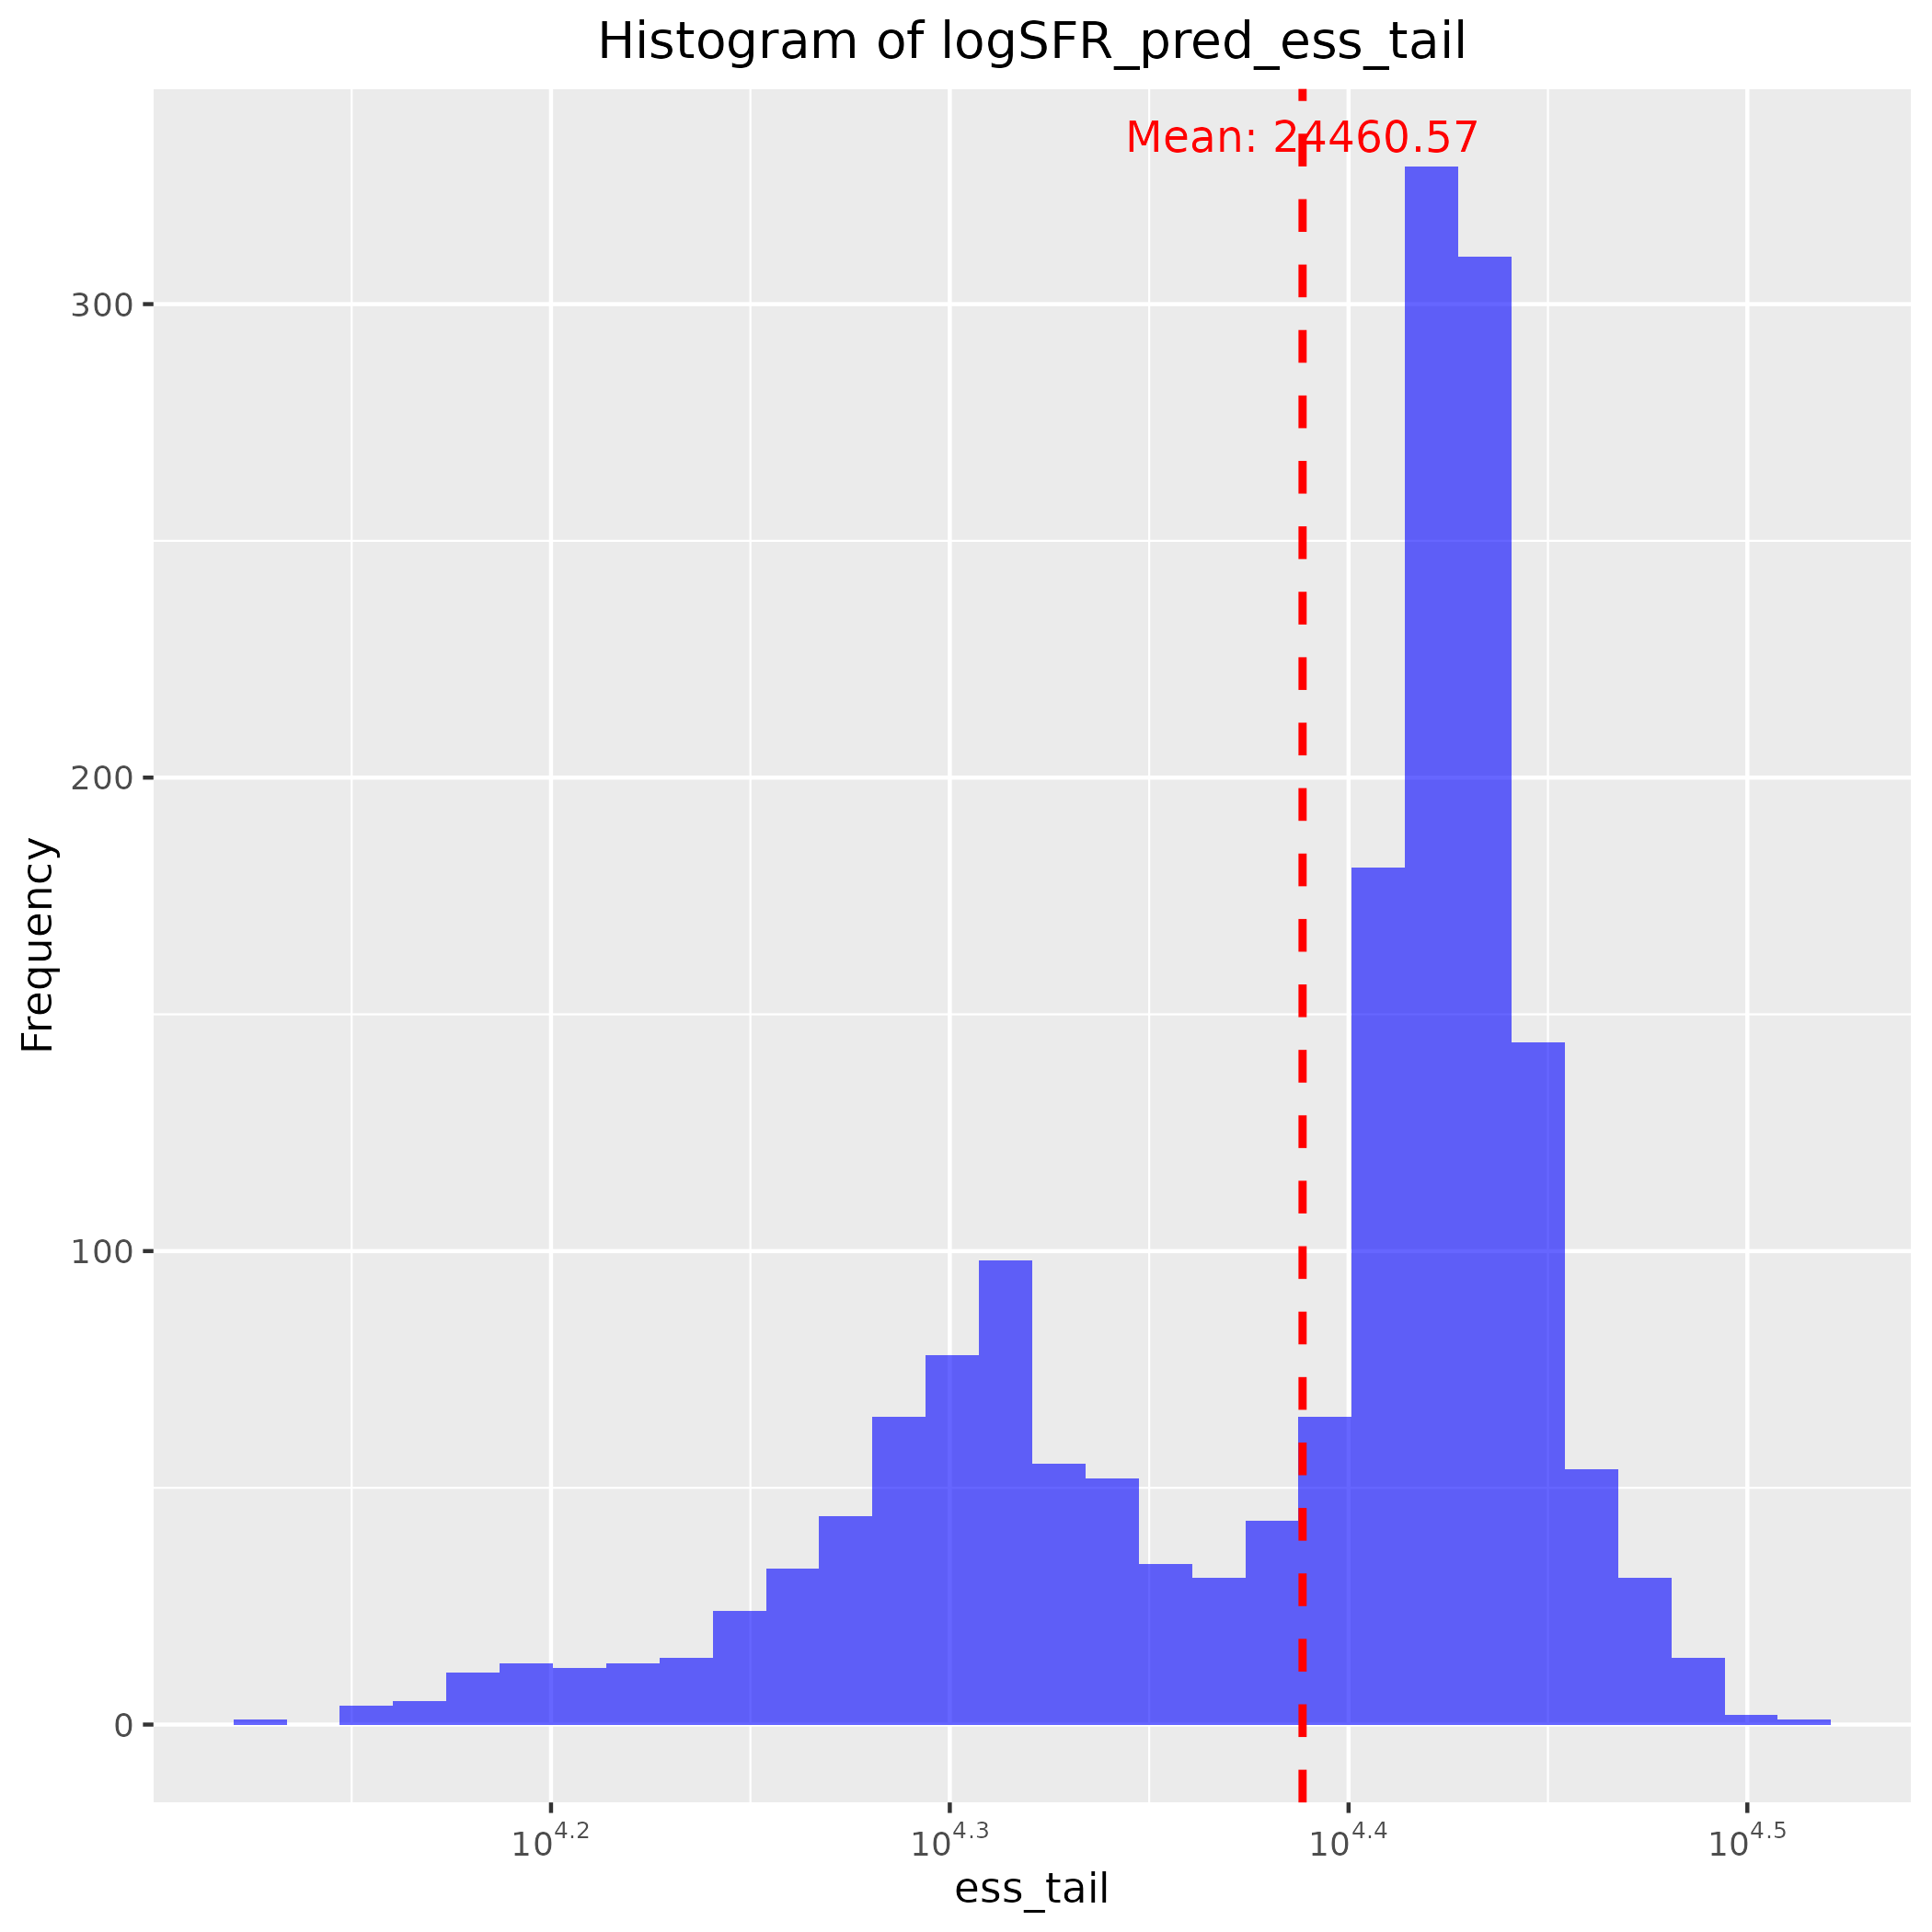 Histogram of logSFR_pred_ess_tail
Mean: 24460.57
300
200
100
0
Frequency
10^4.2 10^4.3 10^4.4 10^4.5
ess_tail